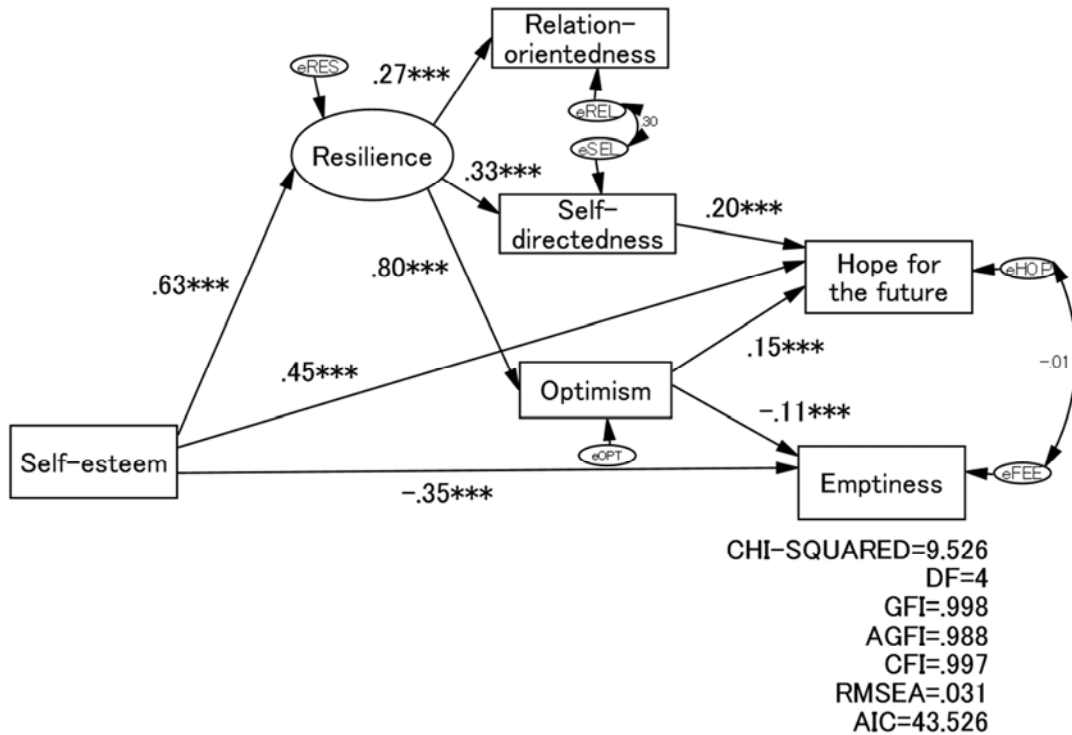 Relation-
orientedness
eRES
.27***
eREL
.30
Resilience
eSEL
.33***
Self-
directedness
.20***
.80***
.63***
Hope for
the future
eHOP
.45***
.15***
-.01
Optimism
-.11***
Self-esteem
eOPT
-.35***
Emptiness
eFEE
CHI-SQUARED=9.526
DF=4
GFI=.998
AGFI=.988
CFI=.997
RMSEA=.031
AIC=43.526